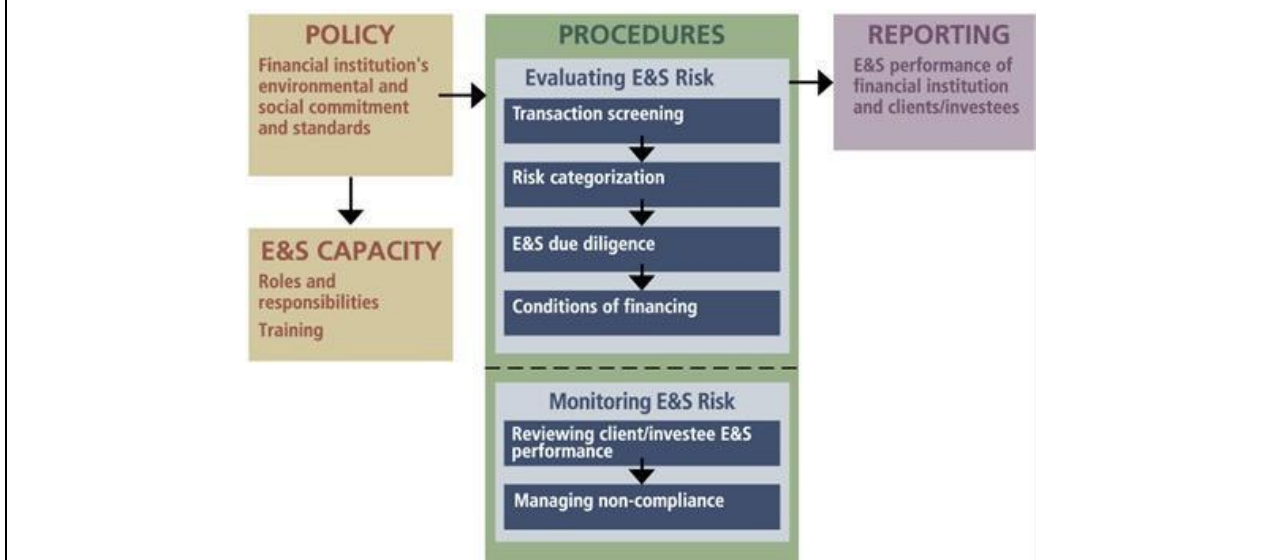 POLICY
Financial institution's
environmental and
social commitment
and standards
E&S CAPACITY
Roles and
responsibilities
Training
PROCEDURES
Evaluating E&S Risk
Transaction screening
Risk categorization
E&S due diligence
Conditions of financing
Monitoring E&S Risk
Reviewing client/investee E&S
performance
Managing non-compliance
REPORTING
E&S performance of
financial institution
and clients/investees